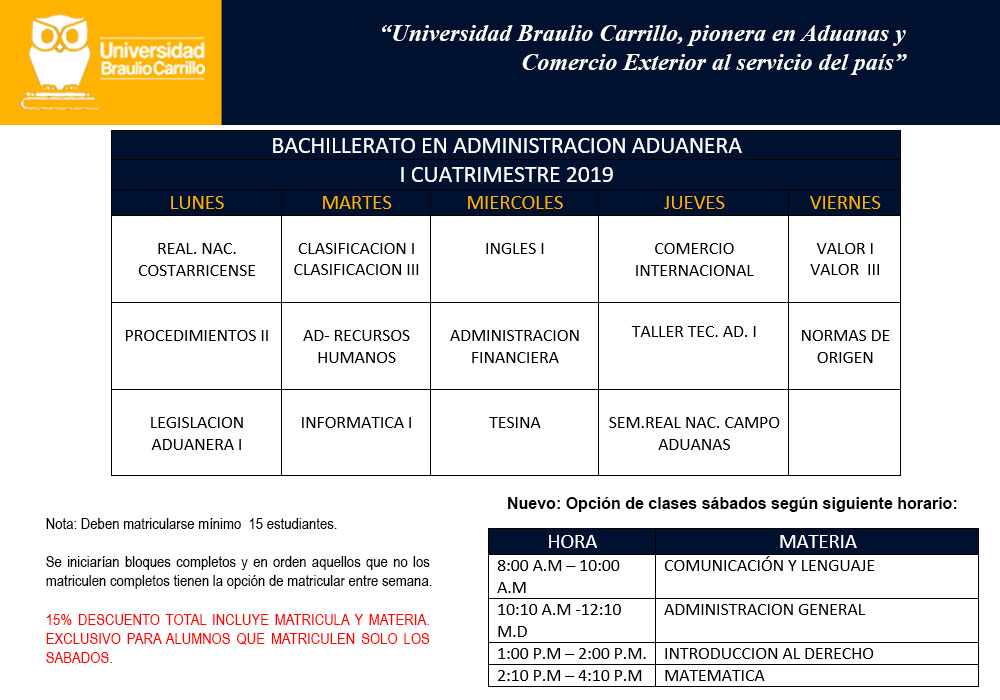 Universidad
Braulio Carrillo
“Universidad Braulio Carrillo, pionera en Aduanas y
Comercio Exterior al servicio del país”
BACHILLERATO EN ADMINISTRACION ADUANERA
I CUATRIMESTRE 2019
LUNES MARTES MIERCOLES JUEVES VIERNES
REAL. NAC. CLASIFICACION I INGLES I COMERCIO VALOR I
COSTARRICENSE CLASIFICACION III INTERNACIONAL VALOR III
PROCEDIMIENTOS II AD- RECURSOS ADMINISTRACION TALLER TEC. AD. I NORMAS DE
HUMANOS FINANCIERA ORIGEN
LEGISLACION INFORMATICA I TESINA SEM.REAL NAC. CAMPO
ADUANERA I ADUANAS
Nota: Deben matricularse mínimo 15 estudiantes.
Se iniciarían bloques completos y en orden aquellos que no los
matriculen completos tienen la opción de matricular entre semana.
15% DESCUENTO TOTAL INCLUYE MATRICULA Y MATERIA.
EXCLUSIVO PARA ALUMNOS QUE MATRICULEN SOLO LOS
SABADOS.
Nuevo: Opción de clases sábados según siguiente horario:
HORA MATERIA
8:00 A.M – 10:00 COMUNICACIÓN Y LENGUAJE
A.M
10:10 A.M -12:10 ADMINISTRACION GENERAL
M.D
1:00 P.M – 2:00 P.M. INTRODUCCION AL DERECHO
2:10 P.M – 4:10 P.M MATEMATICA